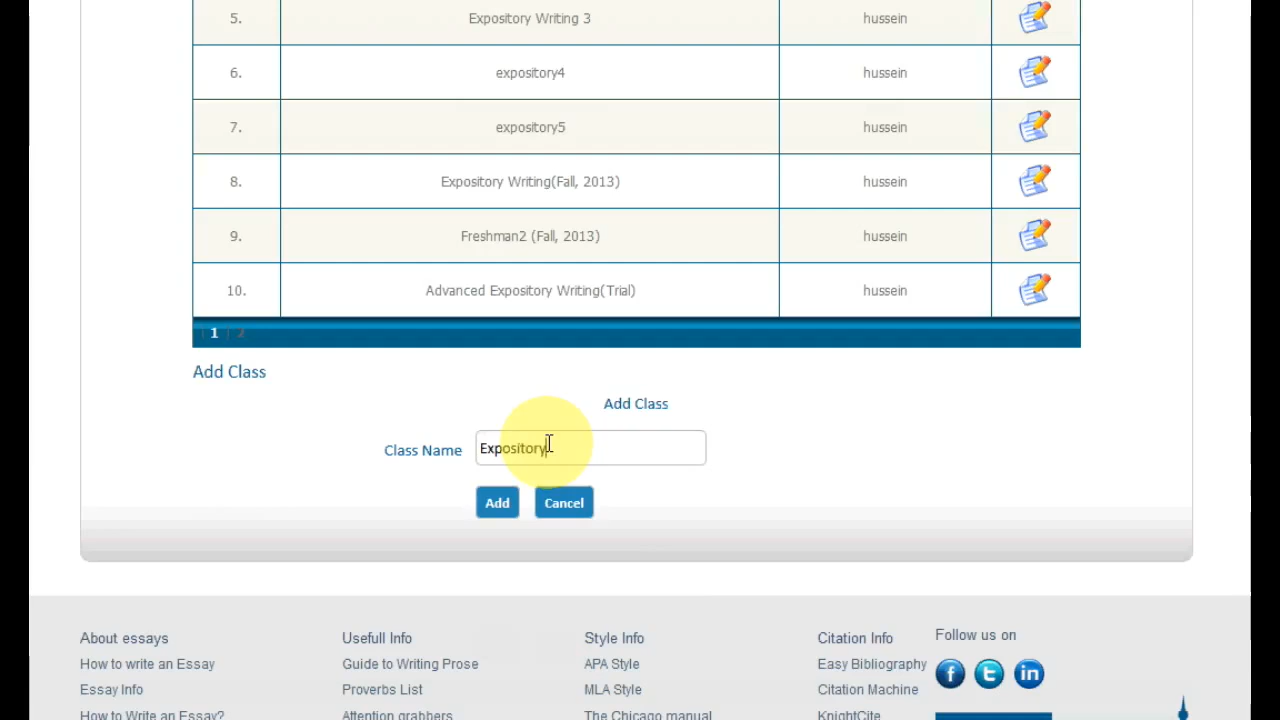 5. Expository Writing 3 hussein
6. expository4 hussein
7. expository5 hussein
8. Expository Writing(Fall, 2013) hussein
9. Freshman2 (Fall, 2013) hussein
10. Advanced Expository Writing(Trial) hussein
1 | 2
Add Class
Add Class
Class Name Expository
Add Cancel
About essays Usefull Info Style Info Citation Info Follow us on
How to write an Essay Guide to Writing Prose APA Style Easy Bibliography
Essay Info Proverbs List MLA Style Citation Machine
How to Write an Essay? Attention grabbers The Chicago manual KnightCite